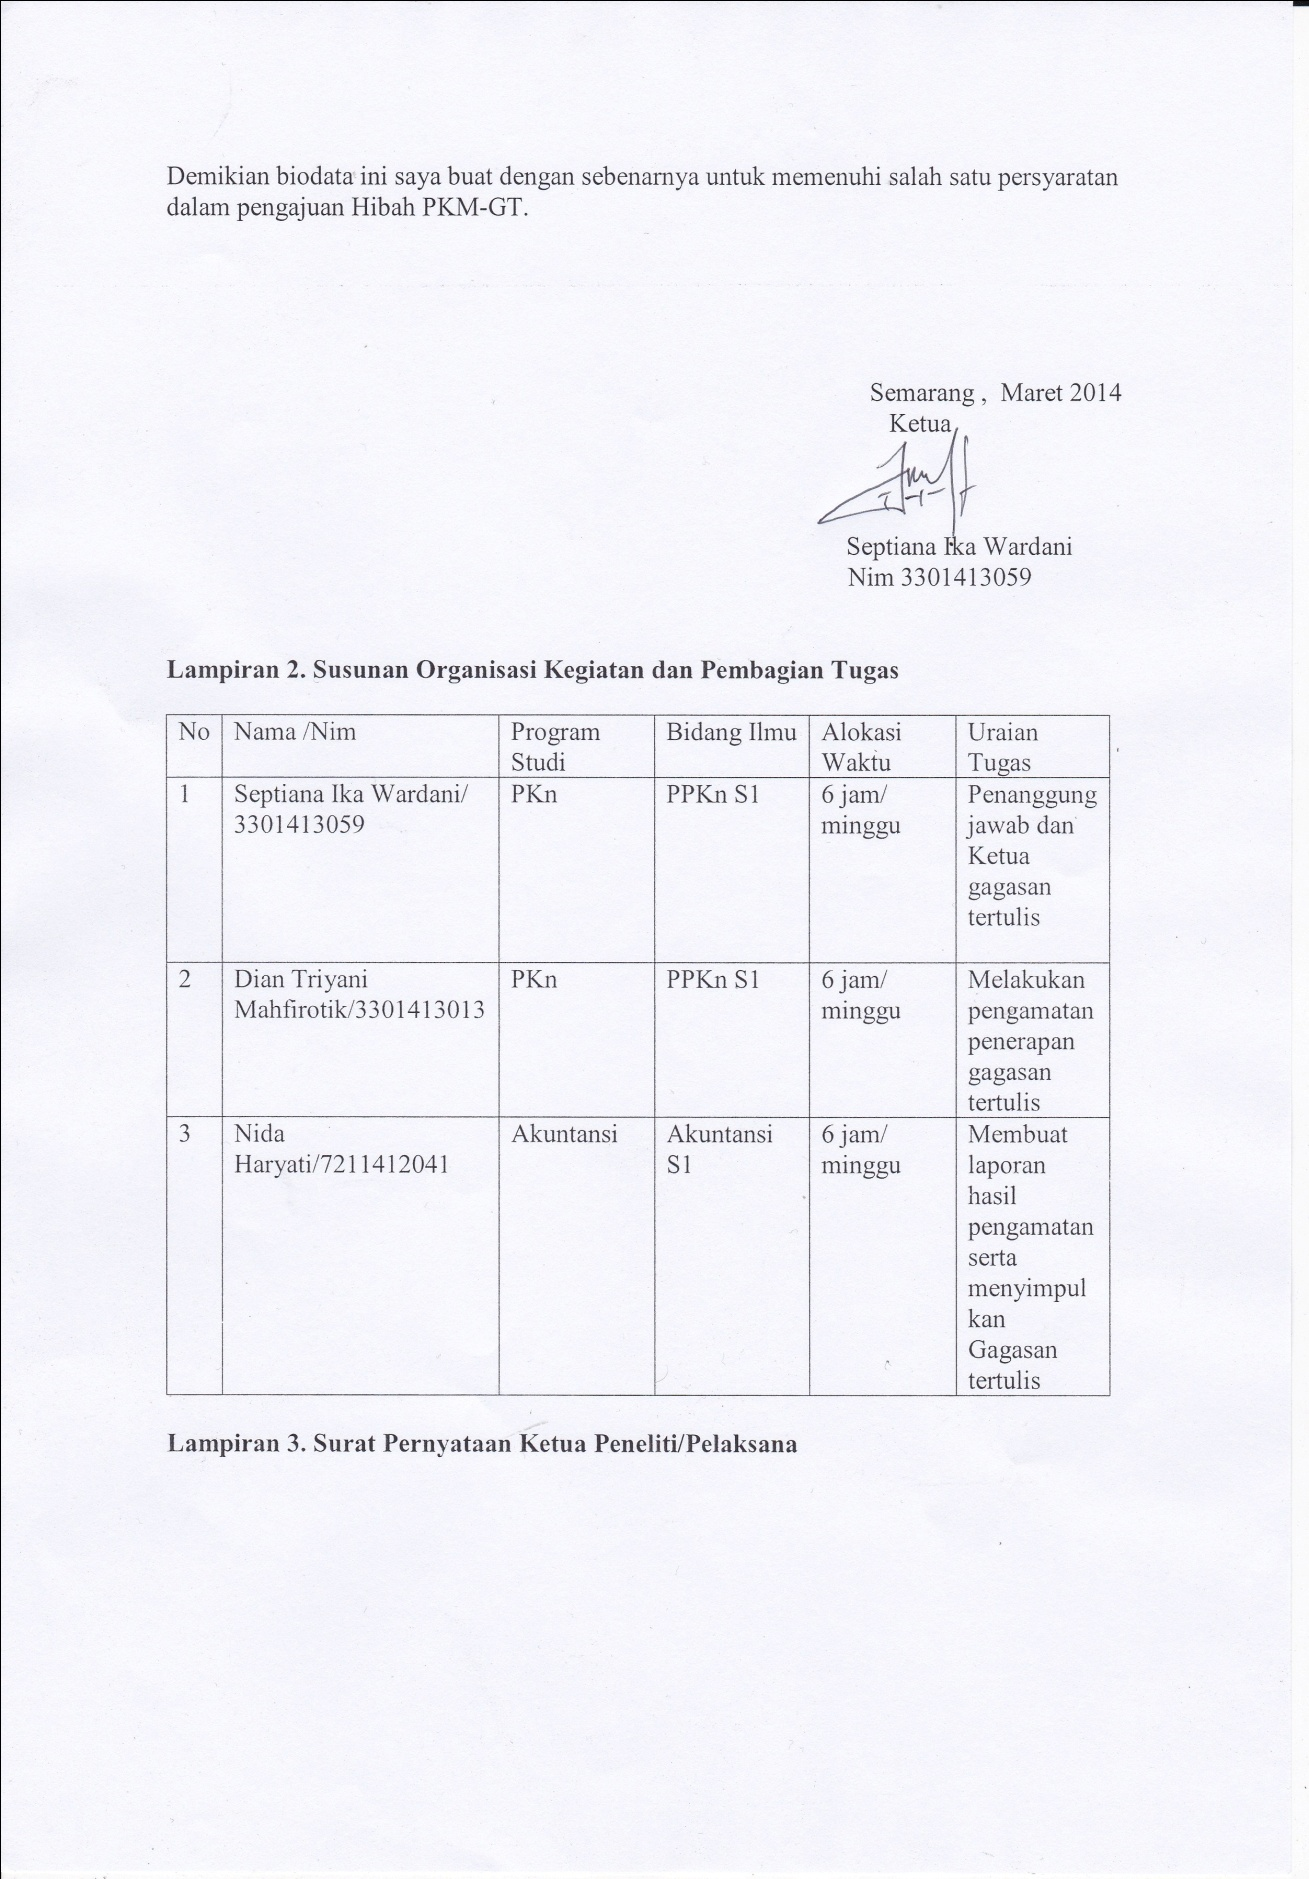 Demikian biodata ini saya buat dengan sebenarnya untuk memenuhi salah satu persyaratan
dalam pengajuan Hibah PKM-GT.
Semarang ,  Maret 2014
Ketua
Septiana Ika Wardani
Nim 3301413059
Lampiran 2. Susunan Organisasi Kegiatan dan Pembagian Tugas
No
Nama /Nim
Program
Studi
Bidang Ilmu
Alokasi
Waktu
Uraian
Tugas
1
Septiana Ika Wardani/
3301413059
PKn
PPKn S1
6 jam/
minggu
Penanggung
jawab dan
Ketua
gagasan
tertulis
2
Dian Triyani
Mahfirotik/3301413013
PKn
PPKn S1
6 jam/
minggu
Melakukan
pengamatan
penerapan
gagasan
tertulis
3
Nida
Haryati/7211412041
Akuntansi
Akuntansi
S1
6 jam/
minggu
Membuat
laporan
hasil
pengamatan
serta
menyimpul
kan
Gagasan
tertulis
Lampiran 3. Surat Pernyataan Ketua Peneliti/Pelaksana